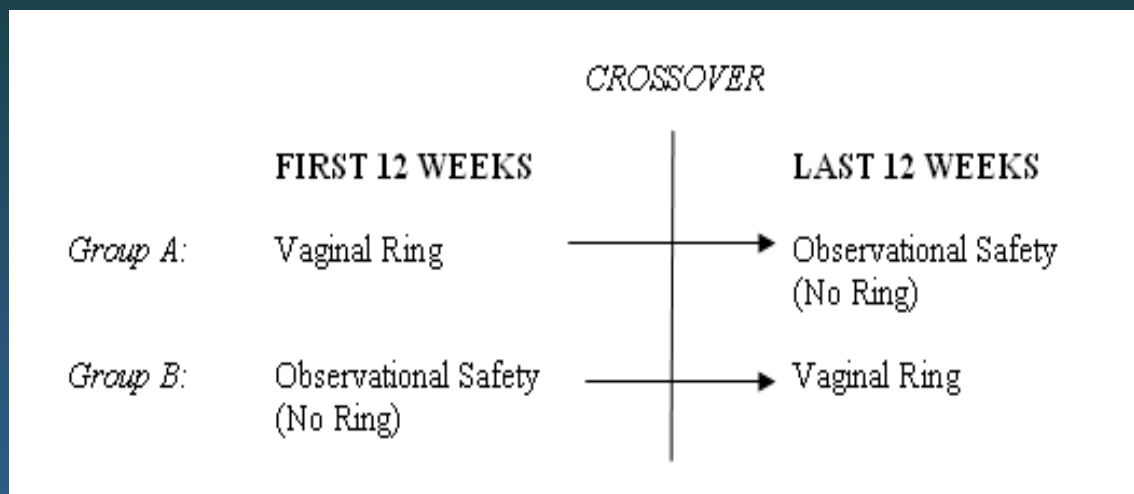 CROSSOVER
FIRST 12 WEEKS LAST 12 WEEKS
Group A: Vaginal Ring Observational Safety
(No Ring)
Group B: Observational Safety Vaginal Ring
(No Ring)